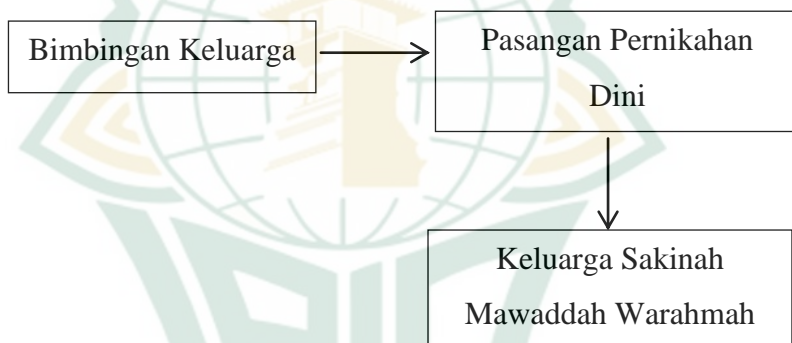 Bimbingan Keluarga
Pasangan Pernikahan
Dini
Keluarga Sakinah
Mawaddah Warahmah